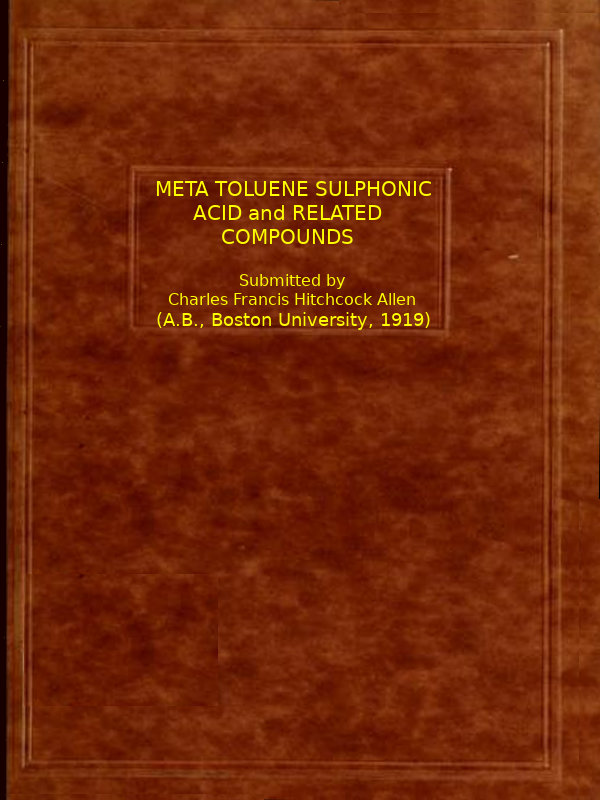 META TOLUENE SULPHONIC
ACID and RELATED
COMPOUNDS
Submitted by
Charles Francis Hitchcock Allen
(A.B., Boston University, 1919)